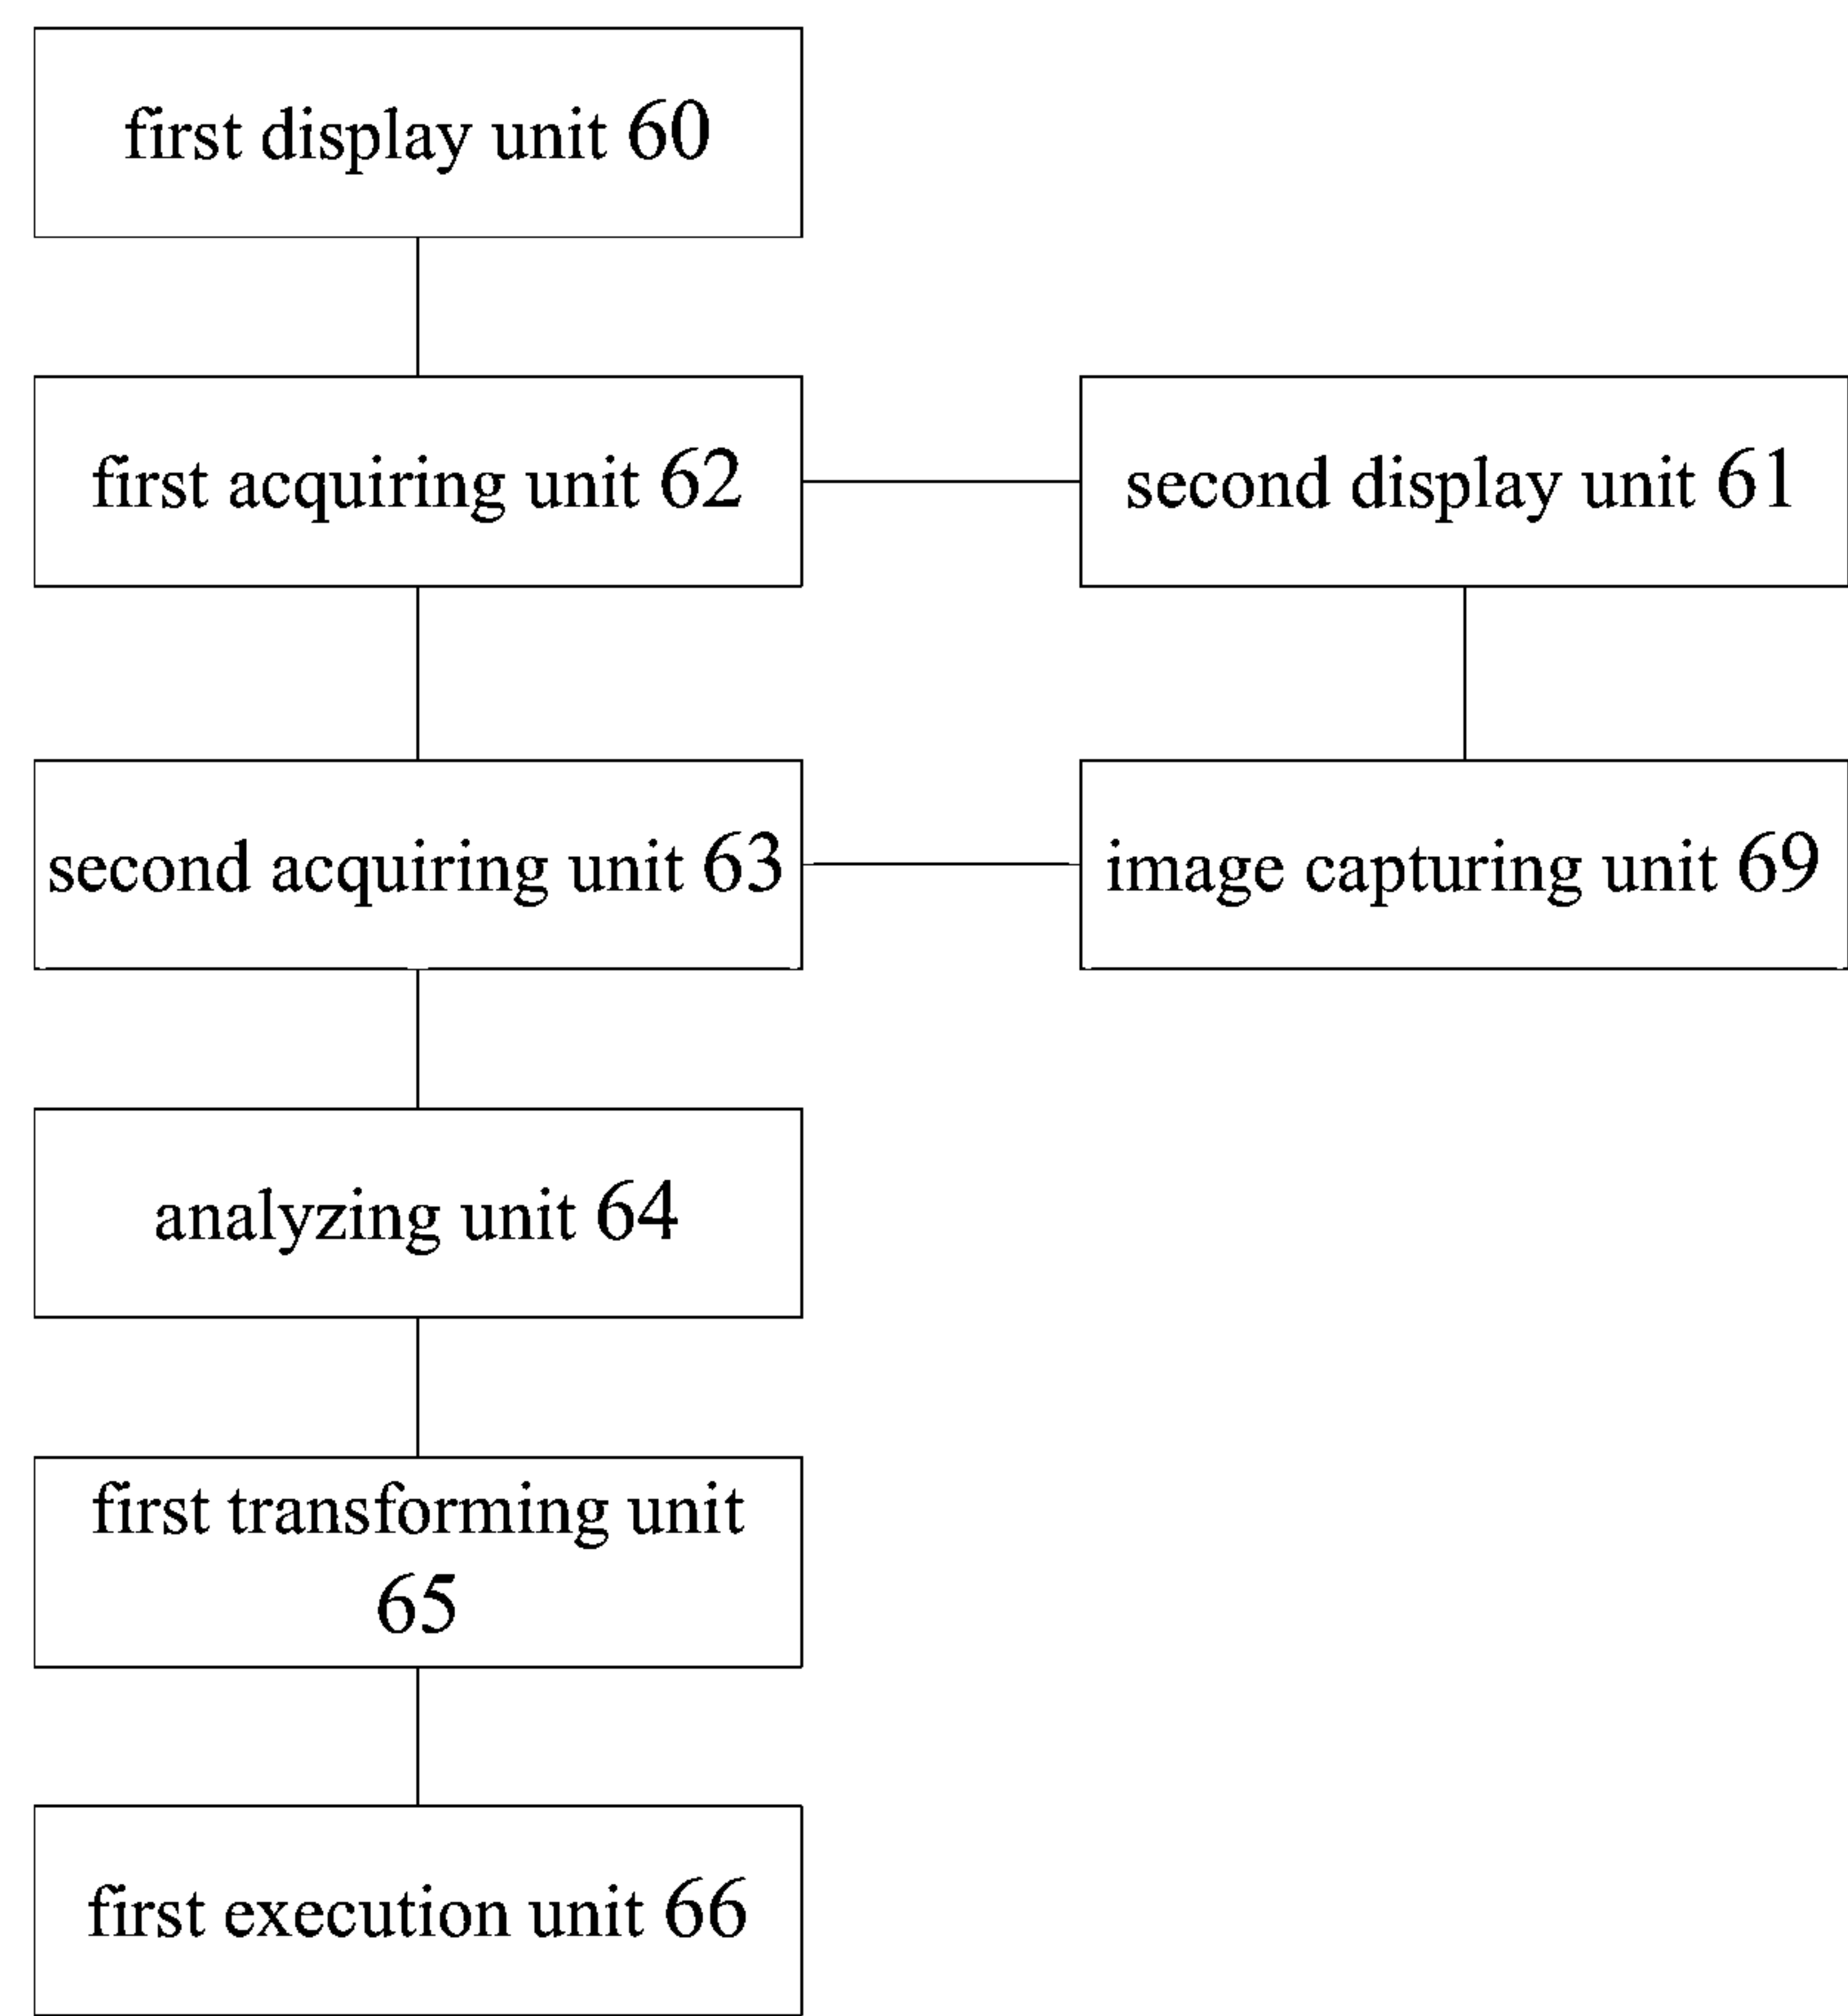 first display unit 60
first acquiring unit 62
second display unit 61
second acquiring unit 63
image capturing unit 69
analyzing unit 64
first transforming unit
65
first execution unit 66